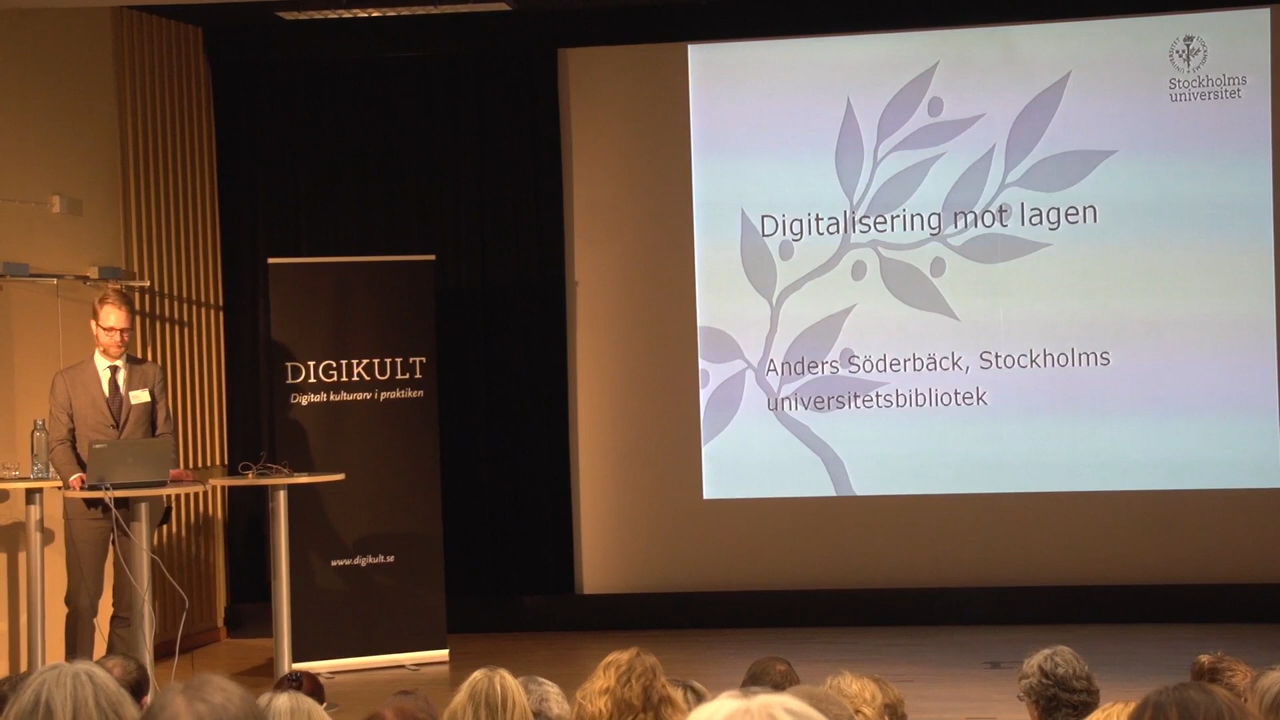 DIGIKULT
Digitalt kulturarv i praktiken
www.digikult.se
Stockholms
universitet
Digitalisering mot lagen
Anders Söderbäck, Stockholms
universitetsbibliotek